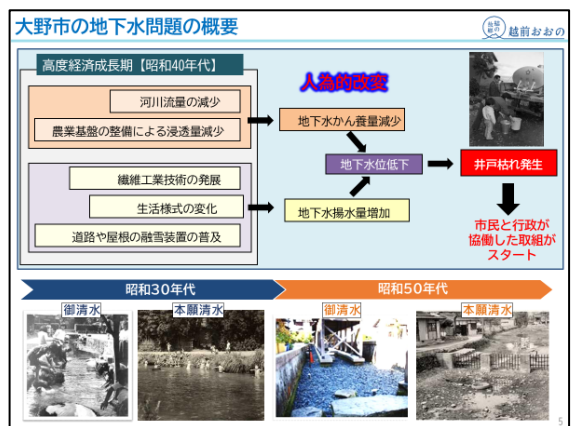 大野市の地下水問題の概要
越前おおの
高度経済成長期【昭和40年代】
河川流量の減少
農業基盤の整備による浸透量減少
繊維工業技術の発展
生活様式の変化
道路や屋根の融雪装置の普及
人為的改変
地下水かん養量減少
地下水位低下
地下水揚水量増加
井戸枯れ発生
市民と行政が
協働した取組が
スタート
昭和30年代
昭和50年代
御清水
本願清水
御清水
本願清水
5